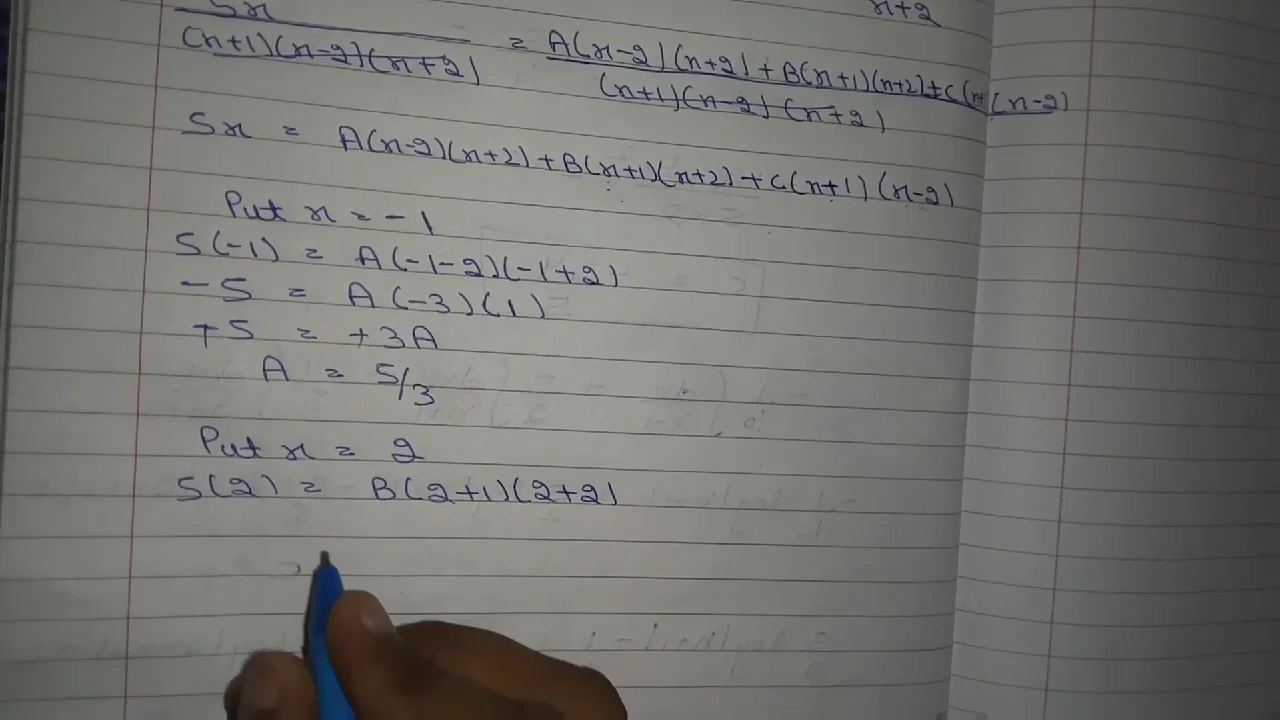 5x x+2
(x+1)(x-2)(x+2) = A(x-2)(x+2)+B(x+1)(x+2)+C(x+1)(x-2)
(x+1)(x-2)(x+2)
5x = A(x-2)(x+2)+B(x+1)(x+2)+C(x+1)(x-2)
Put x = -1
5(-1) = A(-1-2)(-1+2)
-5 = A(-3)(1)
+5 = +3A
A = 5/3
Put x = 2
5(2) = B(2+1)(2+2)